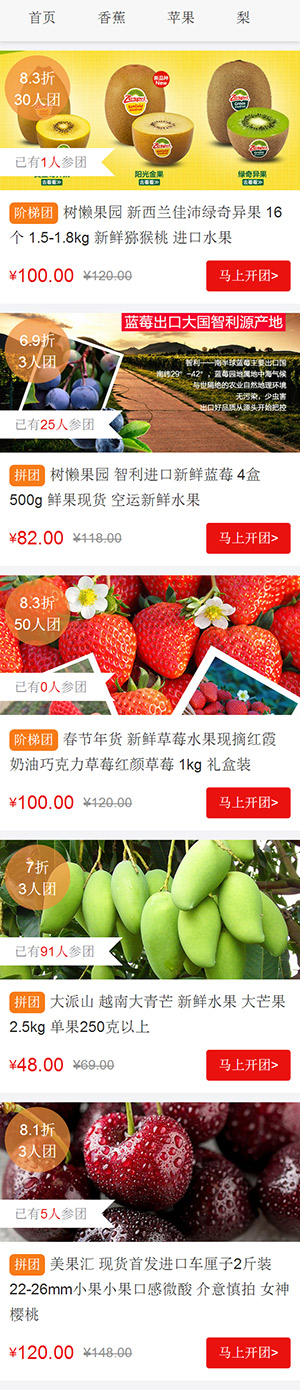 首页 香蕉 苹果 梨
8.3折
30人团
新品种
New
已有1人参团
阳光金果
绿奇异果
去看看≫
去看看≫
去看看≫
阶梯团 树懒果园 新西兰佳沛绿奇异果 16
个 1.5-1.8kg 新鲜猕猴桃 进口水果
¥100.00 ¥120.00 马上开团>
蓝莓出口大国智利源产地
6.9折
3人团
智利——南半球蓝莓主要出口国
南纬29°-42°,蓝莓园地属地中海气候
与世隔绝的农业自然地理环境
无污染，少虫害
出口好品质从源头开始把控
已有25人参团
拼团 树懒果园 智利进口新鲜蓝莓 4盒
500g 鲜果现货 空运新鲜水果
¥82.00 ¥118.00 马上开团>
8.3折
50人团
已有0人参团
阶梯团 春节年货 新鲜草莓水果现摘红霞
奶油巧克力草莓红颜草莓 1kg 礼盒装
¥100.00 ¥120.00 马上开团>
7折
3人团
已有91人参团
拼团 大派山 越南大青芒 新鲜水果 大芒果
2.5kg 单果250克以上
¥48.00 ¥69.00 马上开团>
8.1折
3人团
已有5人参团
拼团 美果汇 现货首发进口车厘子2斤装
22-26mm小果小果口感微酸 介意慎拍 女神
樱桃
¥120.00 ¥148.00 马上开团>